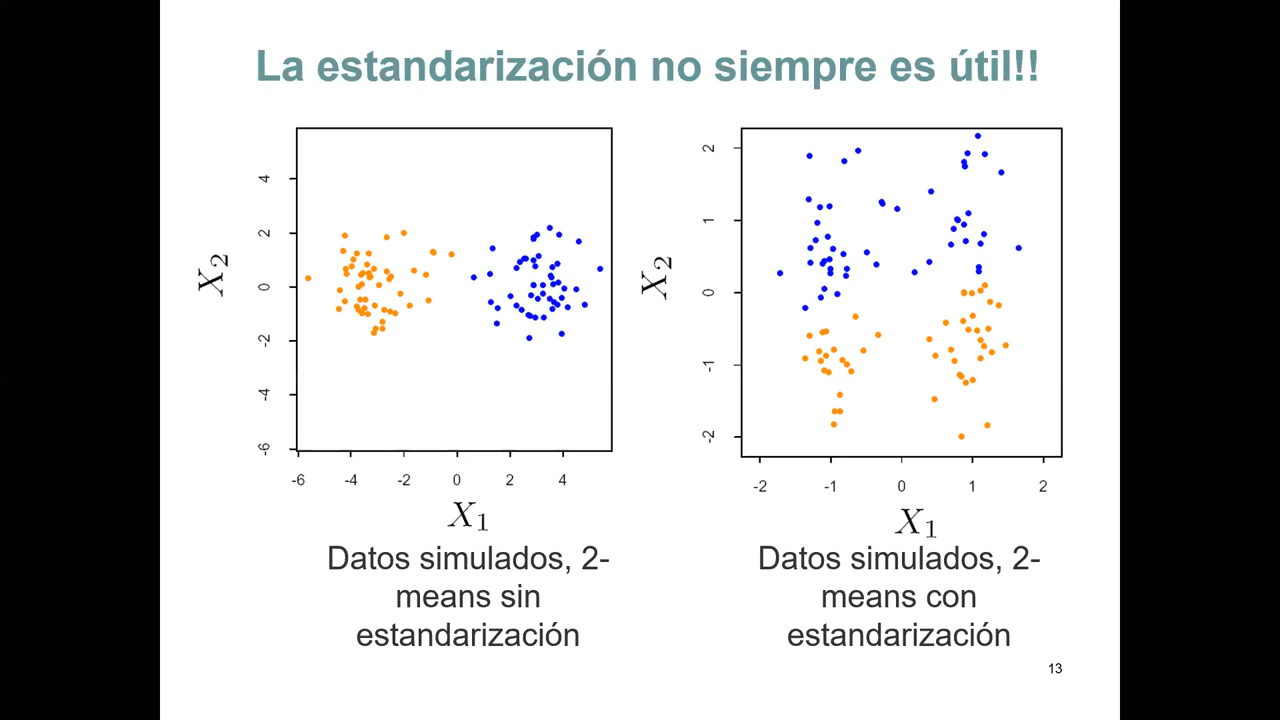 La estandarización no siempre es útil!!
4
2
0
-2
-4
-6
X2
-6 -4 -2 0 2 4
X1
2
1
0
-1
-2
X2
-2 -1 0 1 2
X1
Datos simulados, 2-
means sin
estandarización
Datos simulados, 2-
means con
estandarización
13